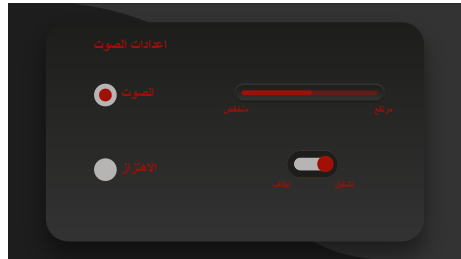 اعدادات الصوت
الصوت
منخفض مرتفع
الاهتزاز
ايقاف تشغيل